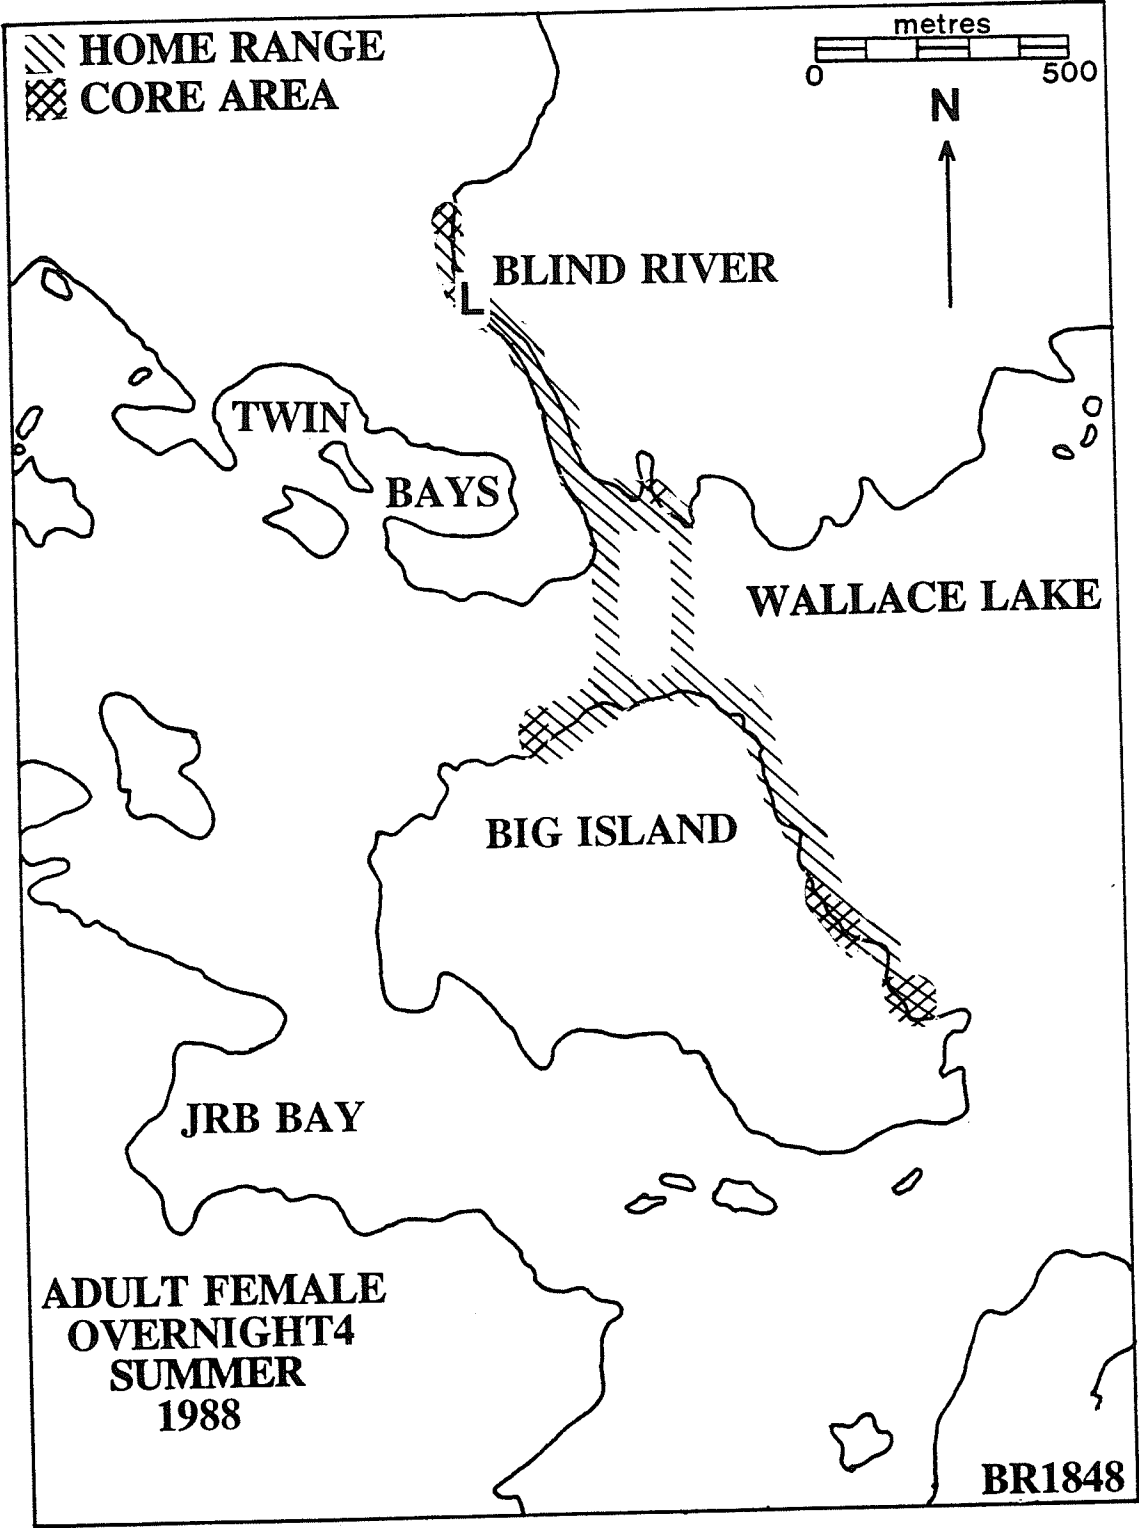 HOME RANGE
CORE AREA
metres
0 500
N
BLIND RIVER
L
TWIN
BAYS
WALLACE LAKE
BIG ISLAND
JRB BAY
ADULT FEMALE
OVERNIGHT4
SUMMER
1988
BR1848